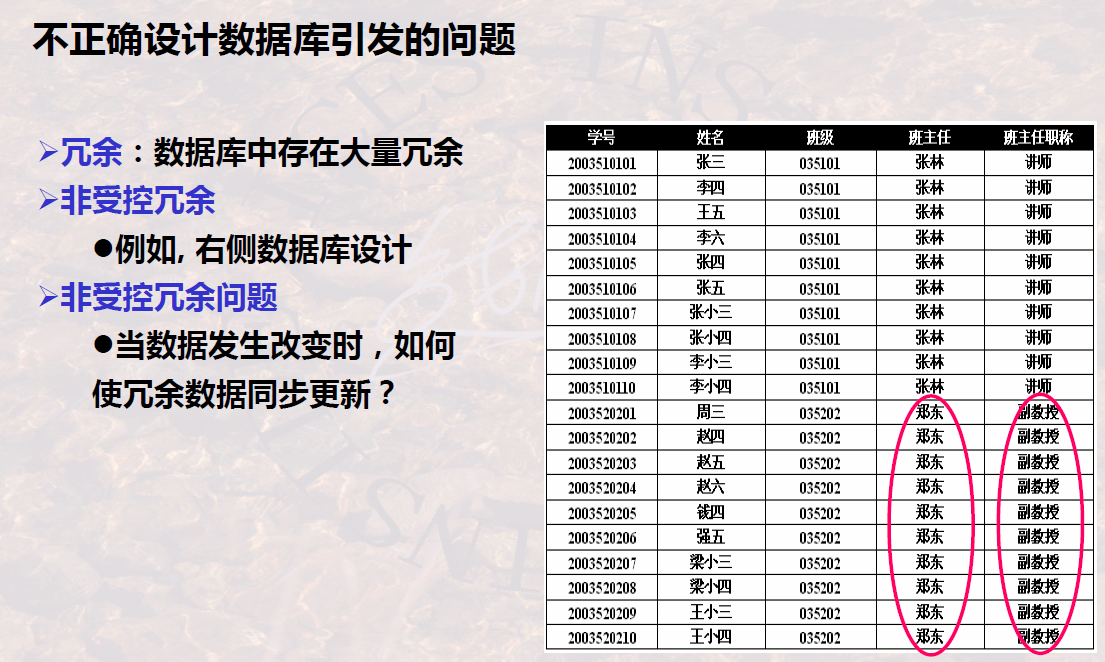 不正确设计数据库引发的问题
冗余：数据库中存在大量冗余
非受控冗余
例如, 右侧数据库设计
非受控冗余问题
当数据发生改变时，如何
使冗余数据同步更新？
学号 姓名 班级 班主任 班主任职称
2003510101 张三 035101 张林 讲师
2003510102 李四 035101 张林 讲师
2003510103 王五 035101 张林 讲师
2003510104 李六 035101 张林 讲师
2003510105 张四 035101 张林 讲师
2003510106 张五 035101 张林 讲师
2003510107 张小三 035101 张林 讲师
2003510108 张小四 035101 张林 讲师
2003510109 李小三 035101 张林 讲师
2003510110 李小四 035101 张林 讲师
2003520201 周三 035202 郑东 副教授
2003520202 赵四 035202 郑东 副教授
2003520203 赵五 035202 郑东 副教授
2003520204 赵六 035202 郑东 副教授
2003520205 钱四 035202 郑东 副教授
2003520206 强五 035202 郑东 副教授
2003520207 梁小三 035202 郑东 副教授
2003520208 梁小四 035202 郑东 副教授
2003520209 王小三 035202 郑东 副教授
2003520210 王小四 035202 郑东 副教授